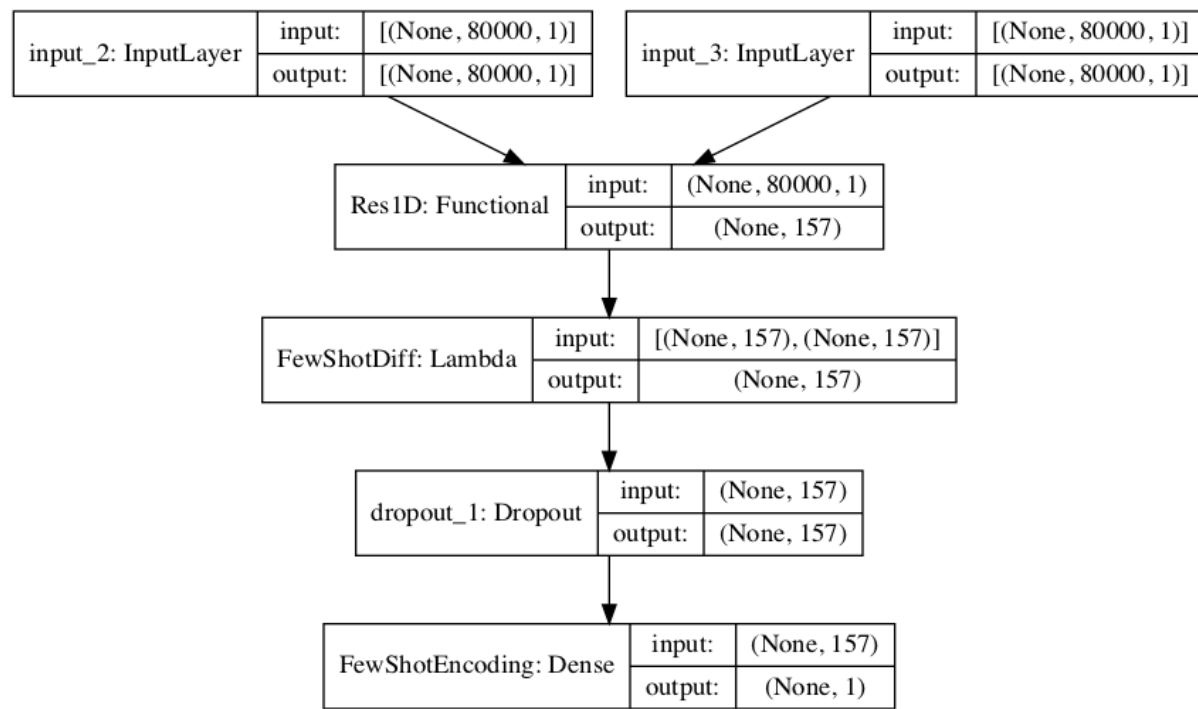 input_2: InputLayer input: [(None, 80000, 1)]
output: [(None, 80000, 1)]
input_3: InputLayer input: [(None, 80000, 1)]
output: [(None, 80000, 1)]
Res1D: Functional input: (None, 80000, 1)
output: (None, 157)
FewShotDiff: Lambda input: [(None, 157), (None, 157)]
output: (None, 157)
dropout_1: Dropout input: (None, 157)
output: (None, 157)
FewShotEncoding: Dense input: (None, 157)
output: (None, 1)